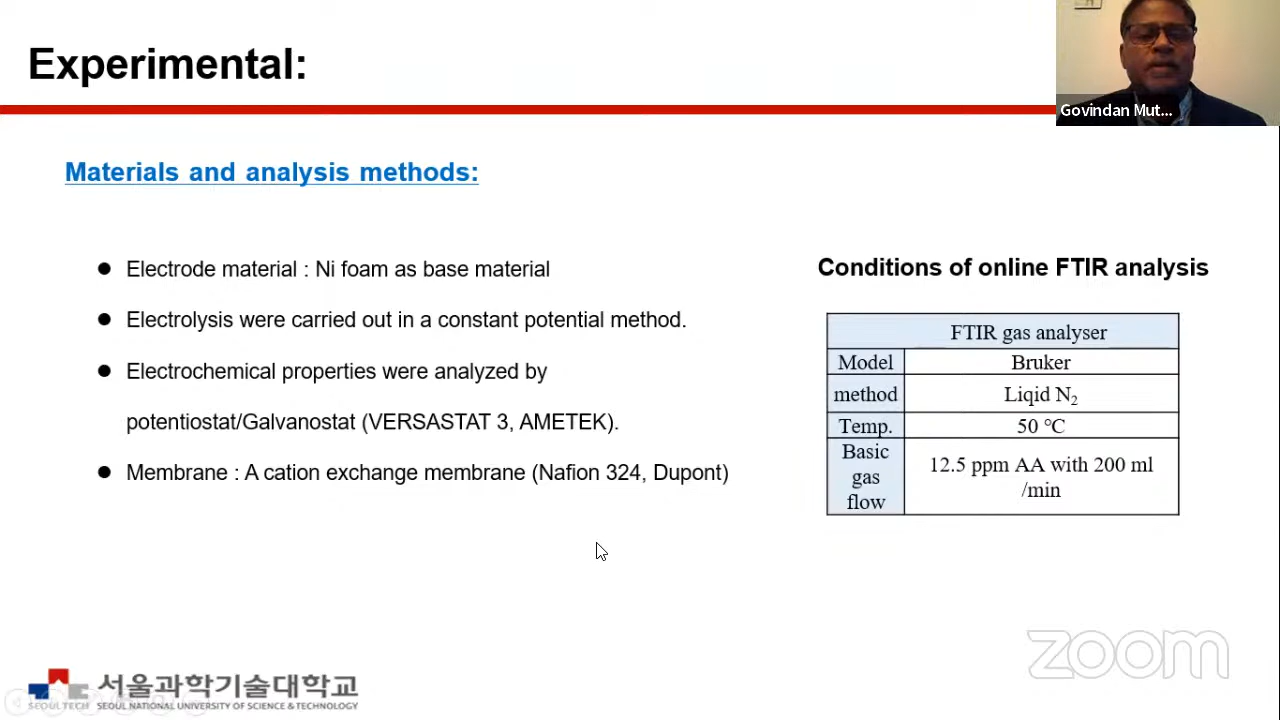 Experimental:
Govindan Mut...
Materials and analysis methods:
● Electrode material : Ni foam as base material
● Electrolysis were carried out in a constant potential method.
● Electrochemical properties were analyzed by
potentiostat/Galvanostat (VERSASTAT 3, AMETEK).
● Membrane : A cation exchange membrane (Nafion 324, Dupont)
Conditions of online FTIR analysis
FTIR gas analyser
Model Bruker
method Liqid N₂
Temp. 50 ℃
Basic gas flow 12.5 ppm AA with 200 ml /min
zoom
서울과학기술대학교
SEOUL TECH SEOUL NATIONAL UNIVERSITY OF SCIENCE & TECHNOLOGY